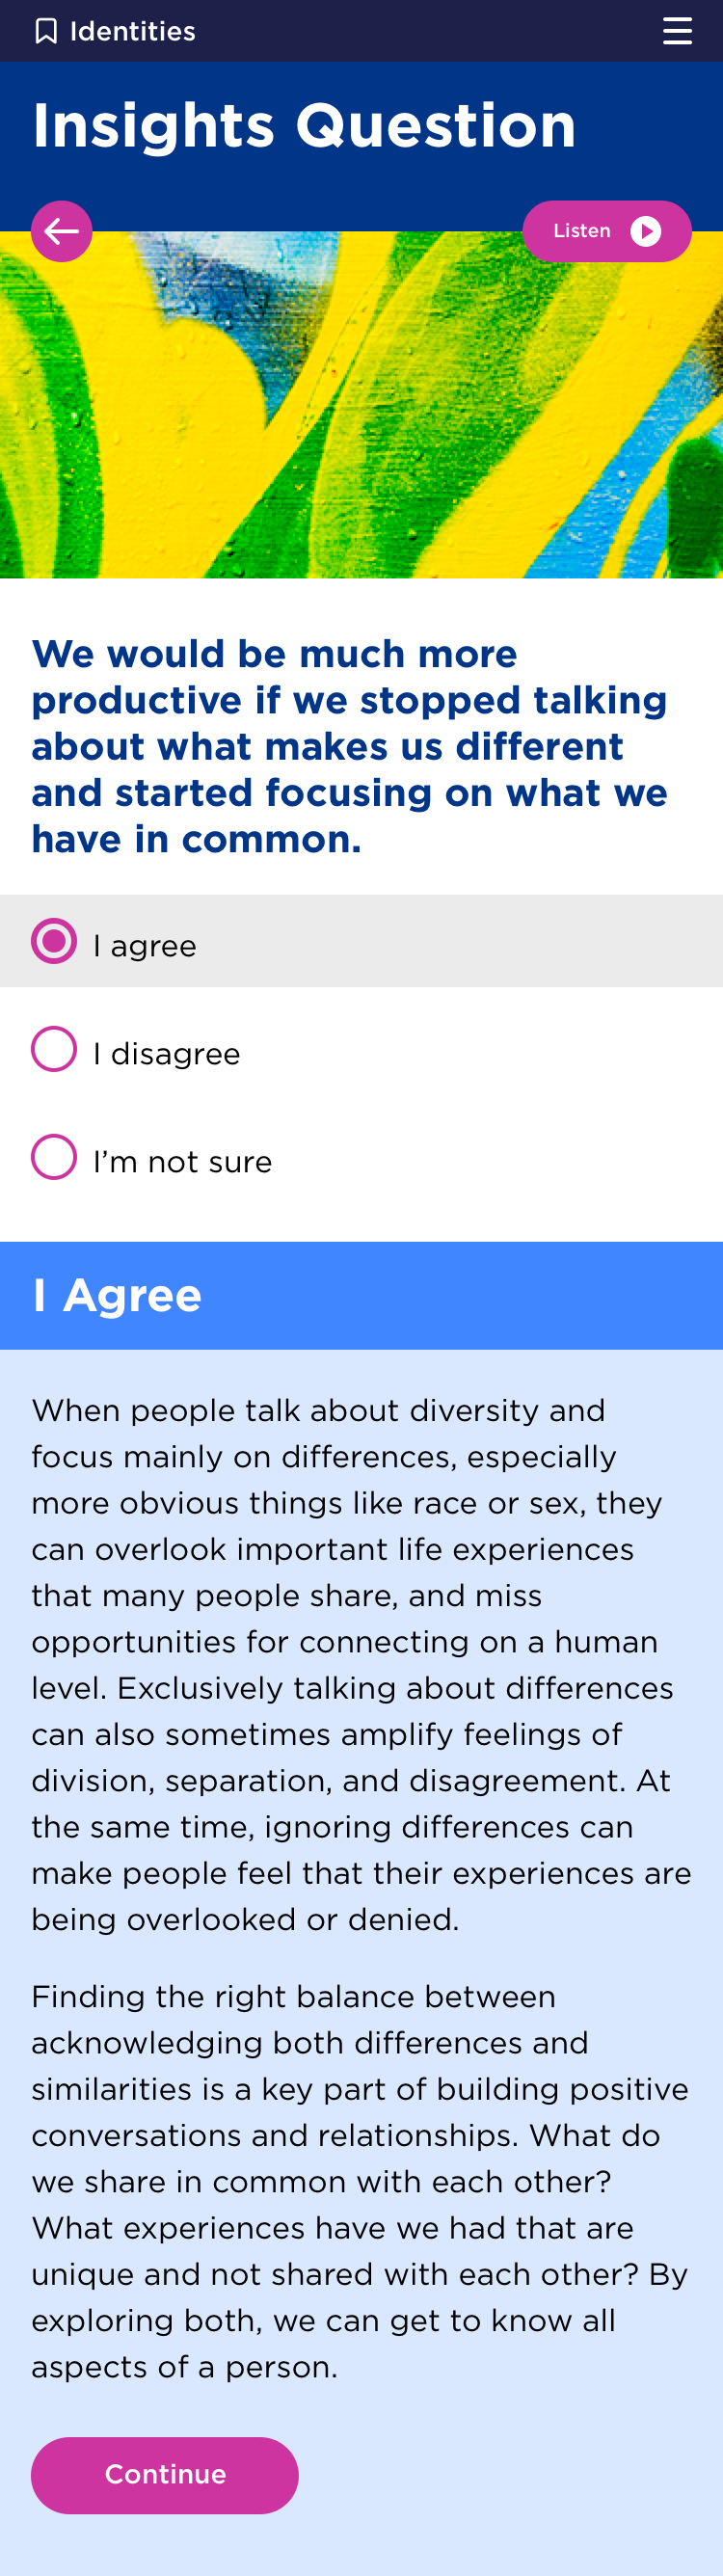 Identities
Insights Question
Listen
We would be much more
productive if we stopped talking
about what makes us different
and started focusing on what we
have in common.
I agree
I disagree
I’m not sure
I Agree
When people talk about diversity and
focus mainly on differences, especially
more obvious things like race or sex, they
can overlook important life experiences
that many people share, and miss
opportunities for connecting on a human
level. Exclusively talking about differences
can also sometimes amplify feelings of
division, separation, and disagreement. At
the same time, ignoring differences can
make people feel that their experiences are
being overlooked or denied.
Finding the right balance between
acknowledging both differences and
similarities is a key part of building positive
conversations and relationships. What do
we share in common with each other?
What experiences have we had that are
unique and not shared with each other? By
exploring both, we can get to know all
aspects of a person.
Continue